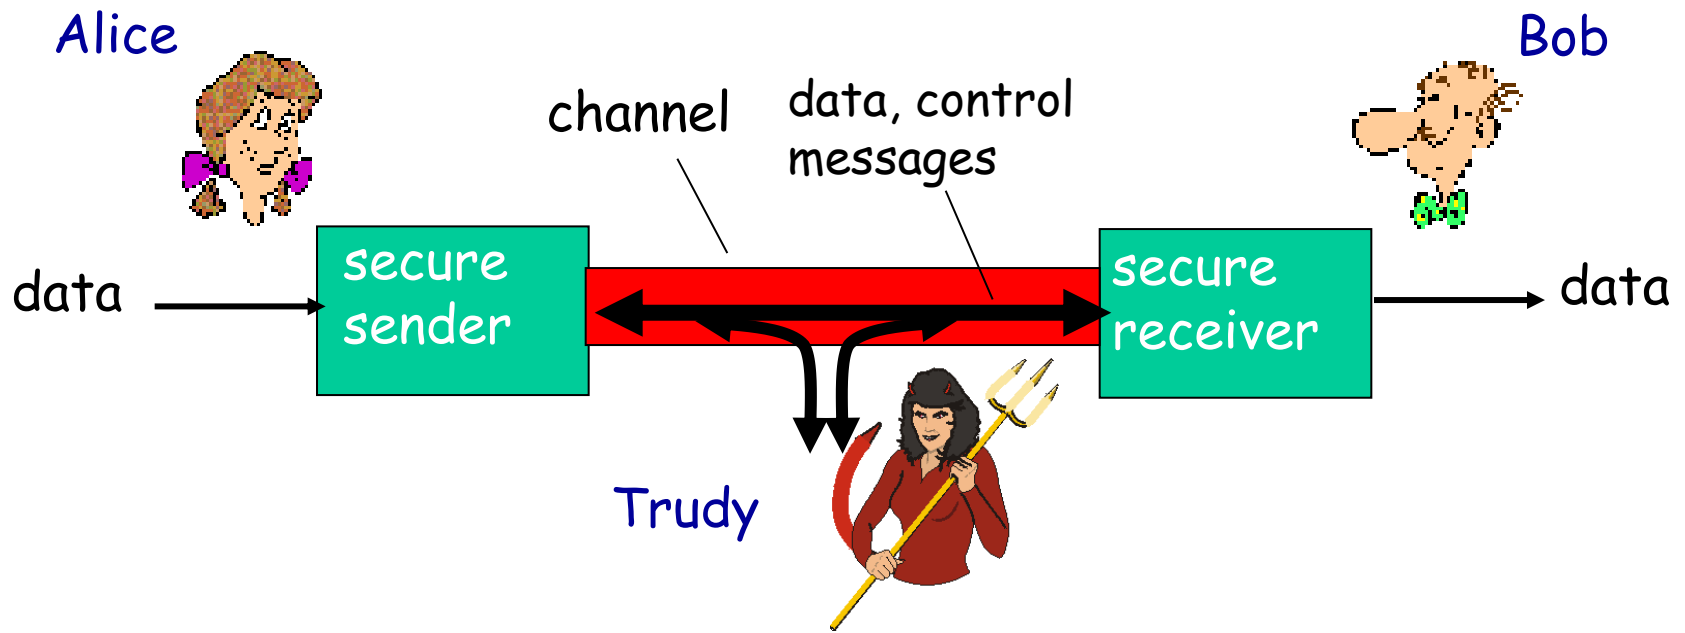 Alice
Bob
channel
data, control
messages
data
secure
sender
secure
receiver
data
Trudy